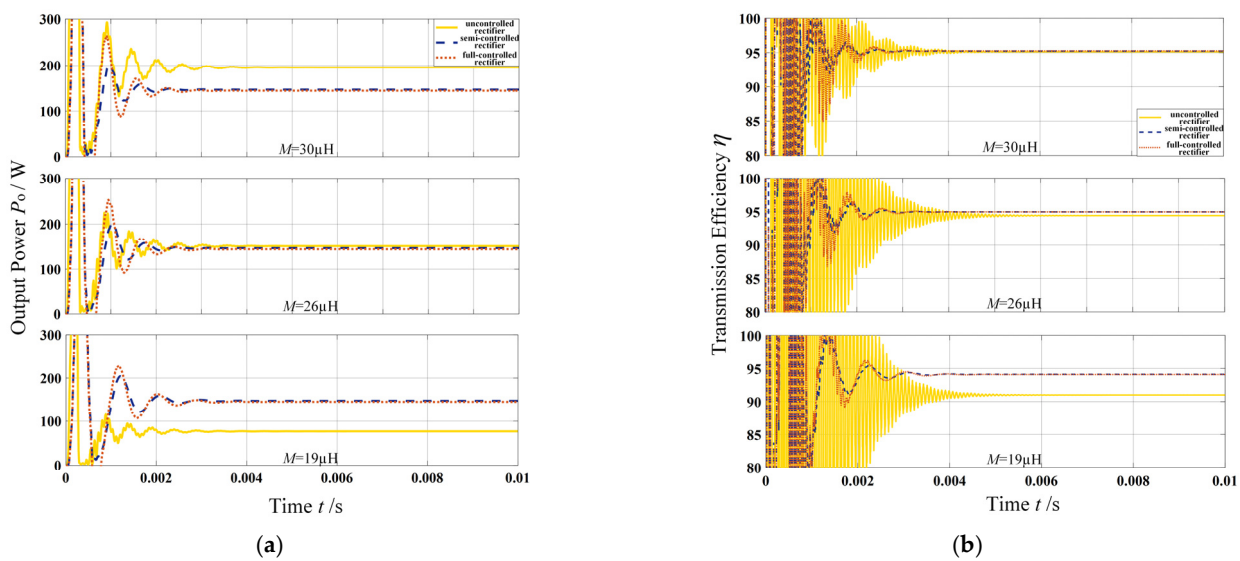 Output Power Po / W
300
200
100
0
uncontrolled
rectifier
semi-controlled
rectifier
full-controlled
rectifier
M=30μH
300
200
100
0
M=26μH
300
200
100
0
M=19μH
0 0.002 0.004 0.006 0.008 0.01
Time t /s
(a)
Transmission Efficiency η
100
95
90
85
80
uncontrolled
rectifier
semi-controlled
rectifier
full-controlled
rectifier
M=30μH
100
95
90
85
80
M=26μH
100
95
90
85
80
M=19μH
0 0.002 0.004 0.006 0.008 0.01
Time t /s
(b)